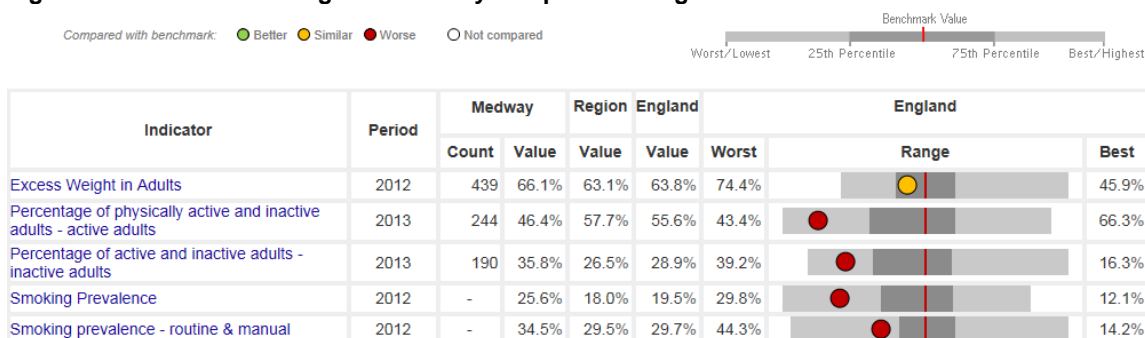 Compared with benchmark: Better Similar Worse Not compared
Benchmark Value
Worst/Lowest 25th Percentile 75th Percentile Best/Highest
Indicator Period Medway Region England England
Count Value Value Value Worst Range Best
Excess Weight in Adults 2012 439 66.1% 63.1% 63.8% 74.4% 45.9%
Percentage of physically active and inactive
adults - active adults 2013 244 46.4% 57.7% 55.6% 43.4% 66.3%
Percentage of active and inactive adults -
inactive adults 2013 190 35.8% 26.5% 28.9% 39.2% 16.3%
Smoking Prevalence 2012 - 25.6% 18.0% 19.5% 29.8% 12.1%
Smoking prevalence - routine & manual 2012 - 34.5% 29.5% 29.7% 44.3% 14.2%